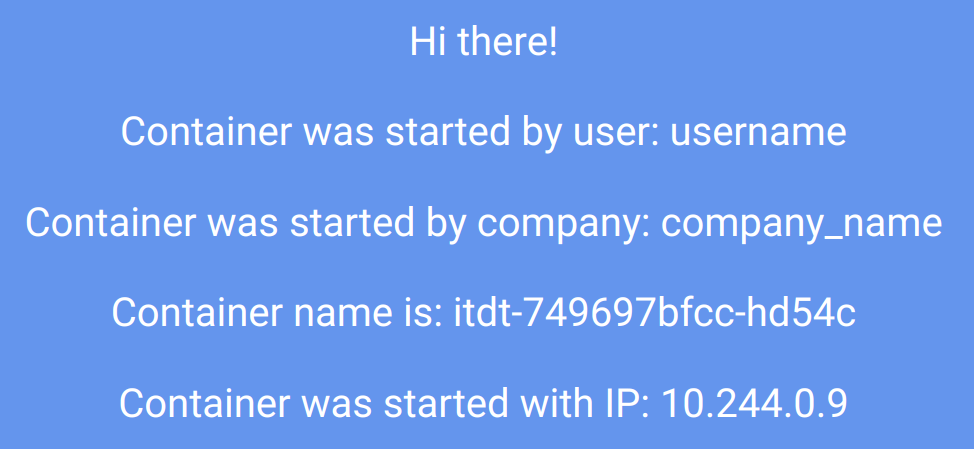 Hi there!
Container was started by user: username
Container was started by company: company_name
Container name is: itdt-749697bfcc-hd54c
Container was started with IP: 10.244.0.9